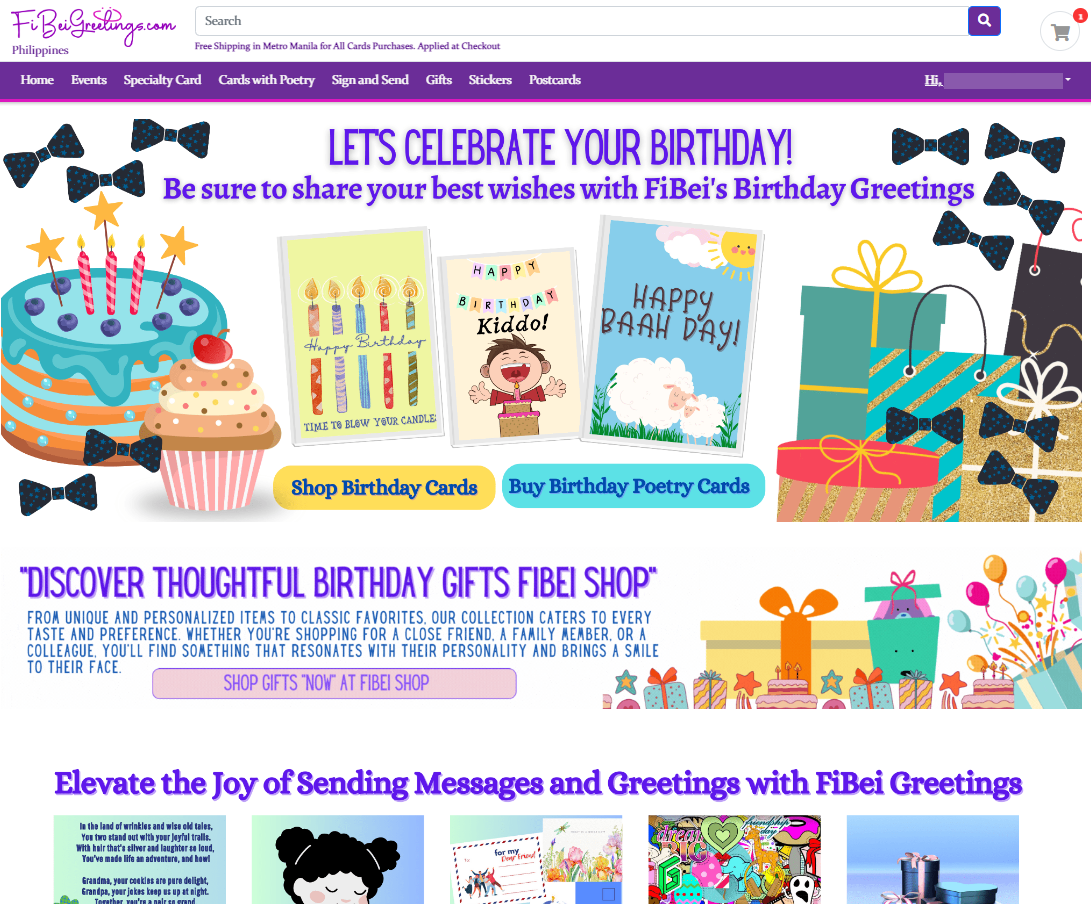 FiBeiGreetings.com
Philippines
Search
1
Free Shipping in Metro Manila for All Cards Purchases. Applied at Checkout
Home Events Specialty Card Cards with Poetry Sign and Send Gifts Stickers Postcards
Hi,
LET'S CELEBRATE YOUR BIRTHDAY!
Be sure to share your best wishes with FiBei's Birthday Greetings
Happy Birthday
TIME TO BLOW YOUR CANDLE
HAPPY
BIRTHDAY
Kiddo!
HAPPY
BAAH DAY!
Shop Birthday Cards
Buy Birthday Poetry Cards
"DISCOVER THOUGHTFUL BIRTHDAY GIFTS FIBEI SHOP"
FROM UNIQUE AND PERSONALIZED ITEMS TO CLASSIC FAVORITES, OUR COLLECTION CATERS TO EVERY
TASTE AND PREFERENCE. WHETHER YOU'RE SHOPPING FOR A CLOSE FRIEND, A FAMILY MEMBER, OR A
COLLEAGUE, YOU'LL FIND SOMETHING THAT RESONATES WITH THEIR PERSONALITY AND BRINGS A SMILE
TO THEIR FACE.
SHOP GIFTS "NOW" AT FIBEI SHOP
Elevate the Joy of Sending Messages and Greetings with FiBei Greetings
In the land of wrinkles and wise old tales,
You two stand out with your joyful trails.
With hair that's silver and laughter so loud,
You've made life an adventure, and how!
Grandma, your cookies are pure delight,
Grandpa, your jokes keep us up at night.
Together, you're a pair so grand
for my
Dear Friend
friendship
day
dream
BIG